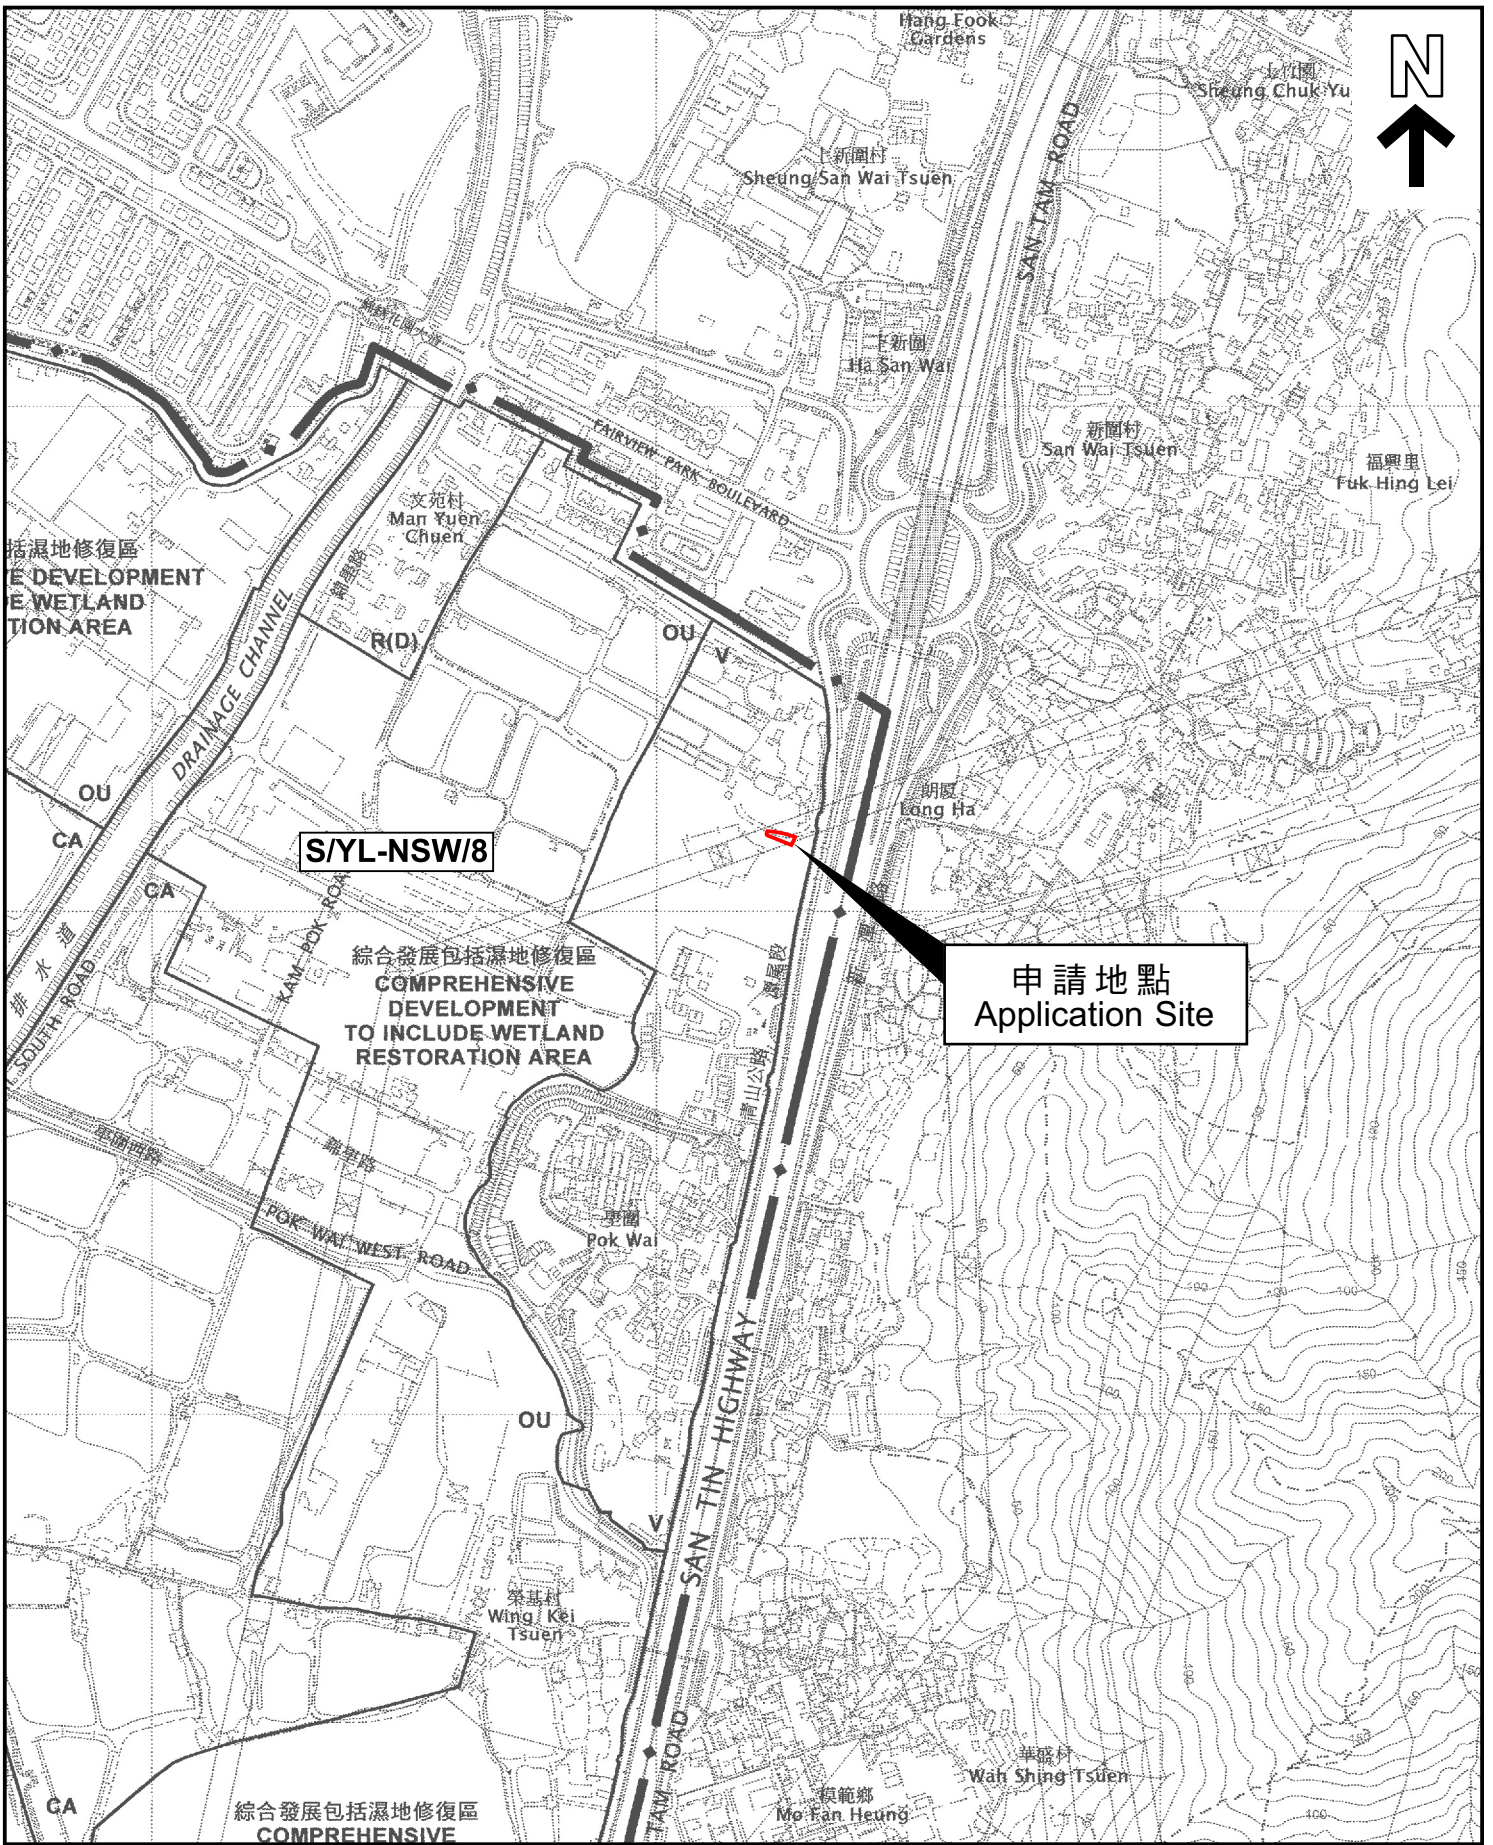 Hang Fook
Gardens
N
上竹園
Sheung Chuk Yu
SAN TAM ROAD
上新圍村
Sheung San Wai Tsuen
下新圍
Ha San Wai
FAIRVIEW PARK BOULEVARD
新圍村
San Wai Tsuen
福興里
Fuk Hing Lei
文苑村
Man Yuen
Chuen
括濕地修復區
E DEVELOPMENT
E WETLAND
TION AREA
DRAINAGE CHANNEL
R(D)
OU
V
OU
CA
朗廈
Long Ha
S/YL-NSW/8
CA
KAM POK ROA
排水道
SOUTH ROAD
綜合發展包括濕地修復區
COMPREHENSIVE
DEVELOPMENT
TO INCLUDE WETLAND
RESTORATION AREA
申請地點
Application Site
青山公路
潭尾段
POK WAI WEST ROAD
壆圍
Pok Wai
SAN TIN HIGHWAY
OU
V
榮基村
Wing Kei
Tsuen
TAM ROAD
華盛村
Wah Shing Tsuen
模範鄉
Mo Fan Heung
CA
綜合發展包括濕地修復區
COMPREHENSIVE